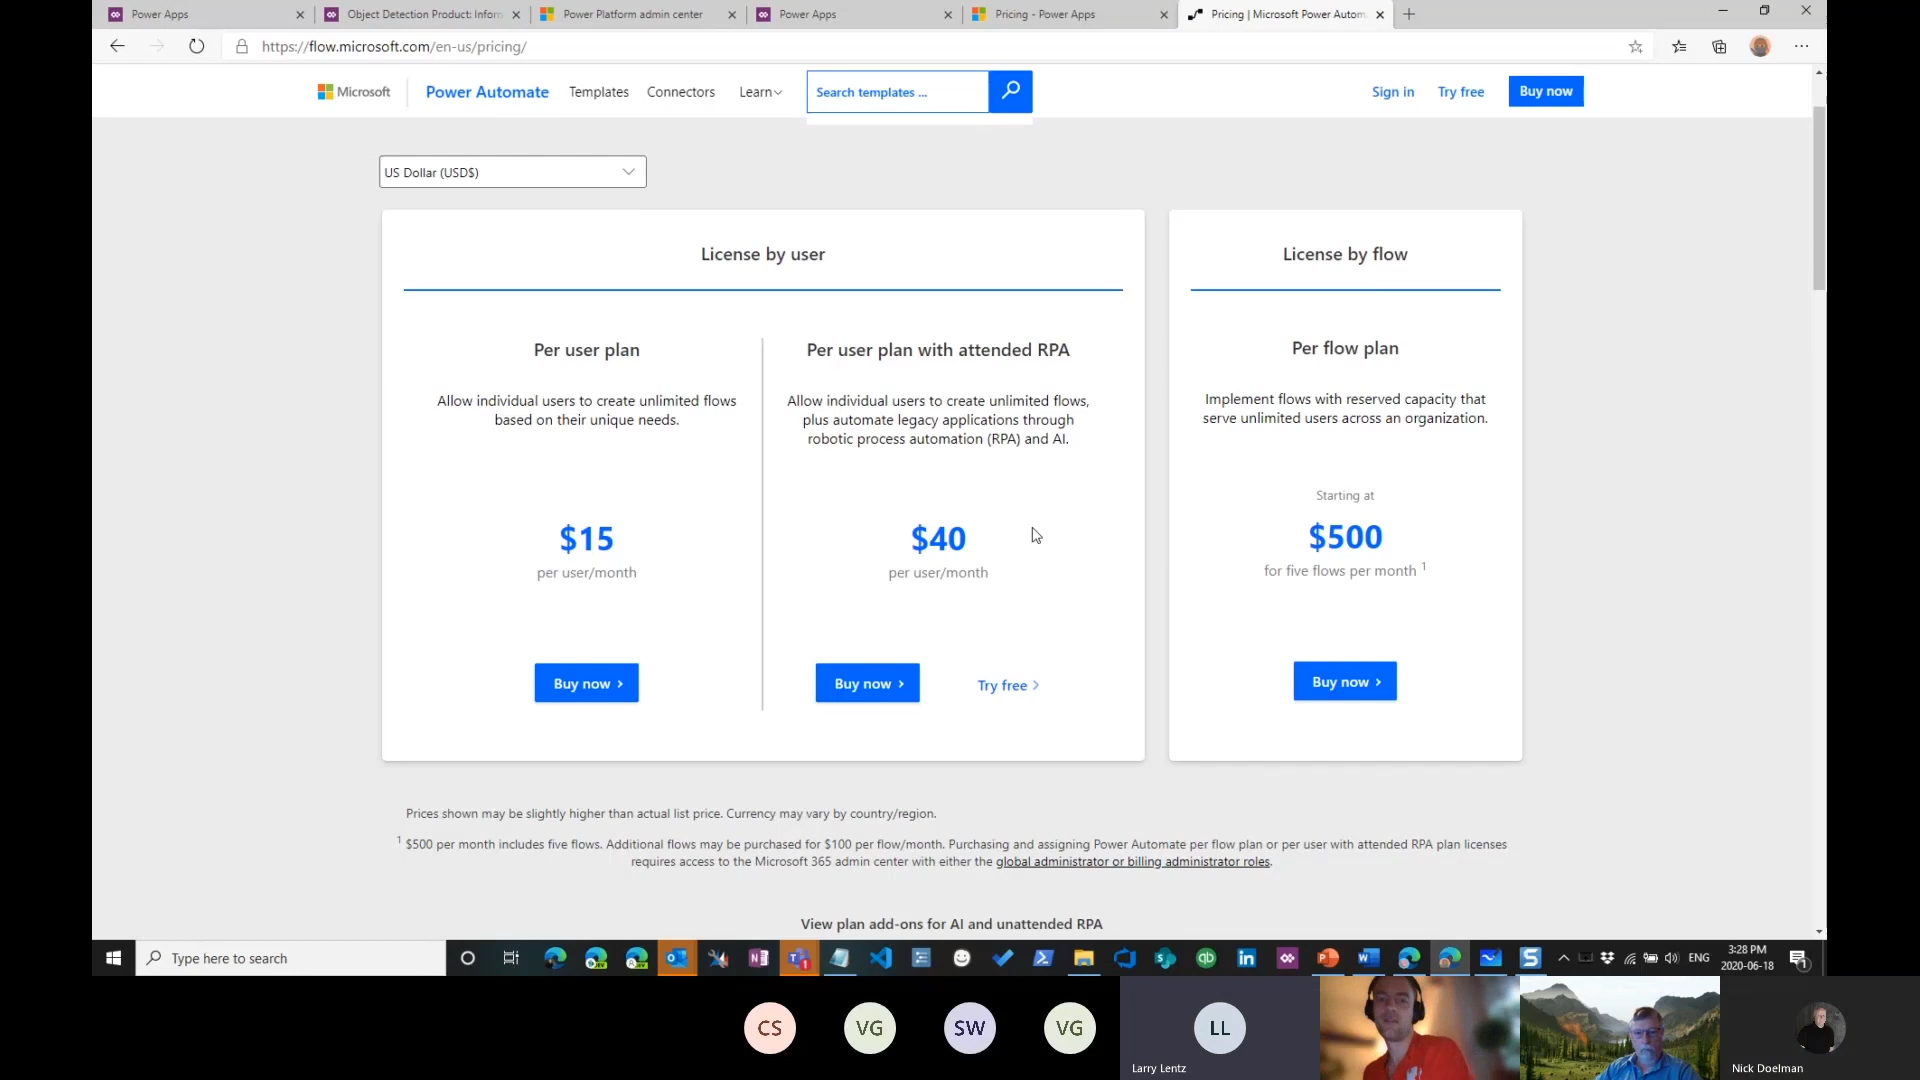 Power Apps
Object Detection Product: Inform
Power Platform admin center
Power Apps
Pricing - Power Apps
Pricing | Microsoft Power Autom
https://flow.microsoft.com/en-us/pricing/
Microsoft
Power Automate
Templates
Connectors
Learn
Search templates ...
Sign in
Try free
Buy now
US Dollar (USD$)
License by user
Per user plan
Allow individual users to create unlimited flows
based on their unique needs.
$15
per user/month
Buy now
Per user plan with attended RPA
Allow individual users to create unlimited flows,
plus automate legacy applications through
robotic process automation (RPA) and AI.
$40
per user/month
Buy now
Try free
License by flow
Per flow plan
Implement flows with reserved capacity that
serve unlimited users across an organization.
Starting at
$500
for five flows per month 1
Buy now
Prices shown may be slightly higher than actual list price. Currency may vary by country/region.
1 $500 per month includes five flows. Additional flows may be purchased for $100 per flow/month. Purchasing and assigning Power Automate per flow plan or per user with attended RPA plan licenses
requires access to the Microsoft 365 admin center with either the global administrator or billing administrator roles.
View plan add-ons for AI and unattended RPA
Type here to search
ENG
3:28 PM
2020-06-18
CS
VG
SW
VG
LL
Larry Lentz
Nick Doelman